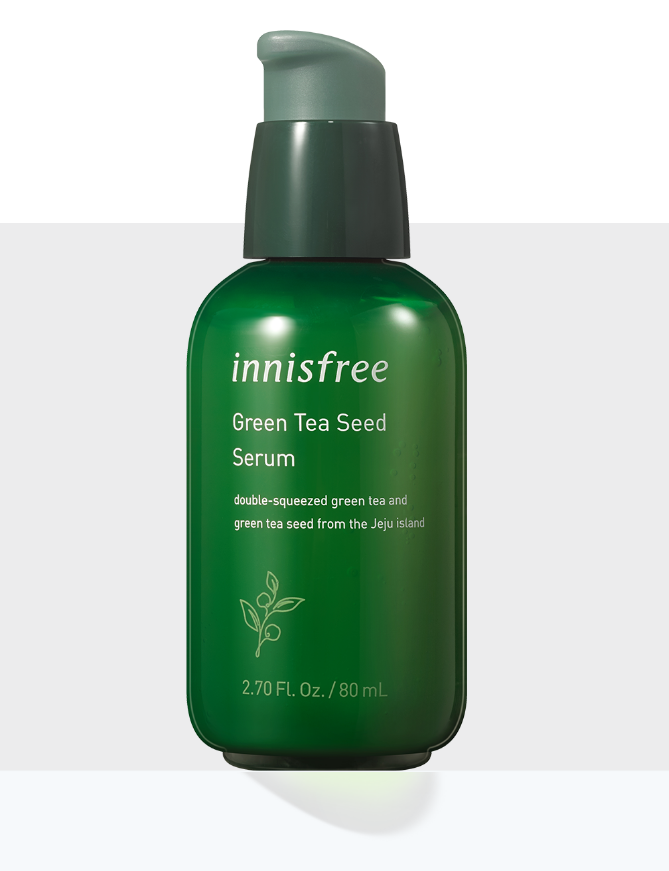 innisfree
Green Tea Seed
Serum
double-squeezed green tea and
green tea seed from the Jeju island
2.70 Fl. Oz. / 80 mL